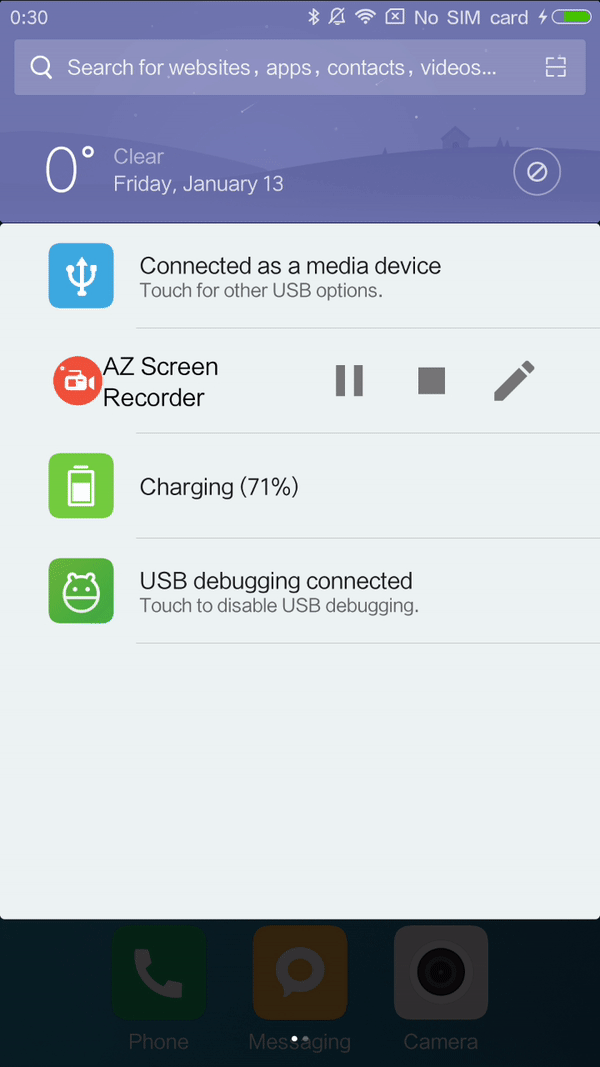 0:30 No SIM card
Search for websites, apps, contacts, videos...
0°
Clear
Friday, January 13
Connected as a media device
Touch for other USB options.
AZ Screen
Recorder
Charging (71%)
USB debugging connected
Touch to disable USB debugging.
Phone Messaging Camera